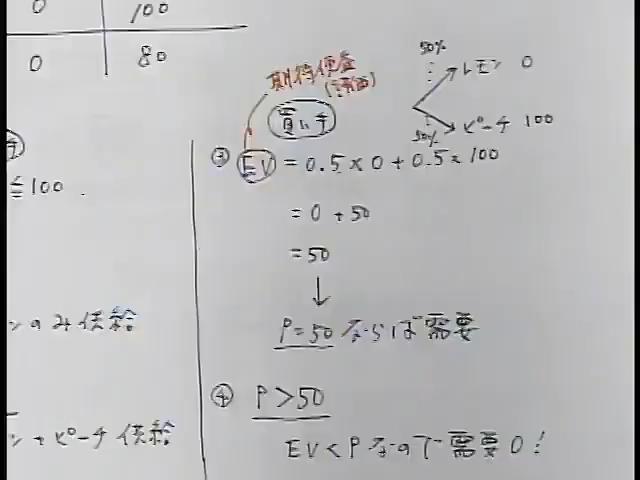 0 100
0 80
≦100
ンのみ供給
ン+ピーチ供給
期待便益
(評価)
買い手
50%
レモン 0
50%
ピーチ 100
③ EV = 0.5×0+0.5×100
= 0+50
= 50
↓
P=50 ならば需要
④ P>50
EV<P なので需要0!